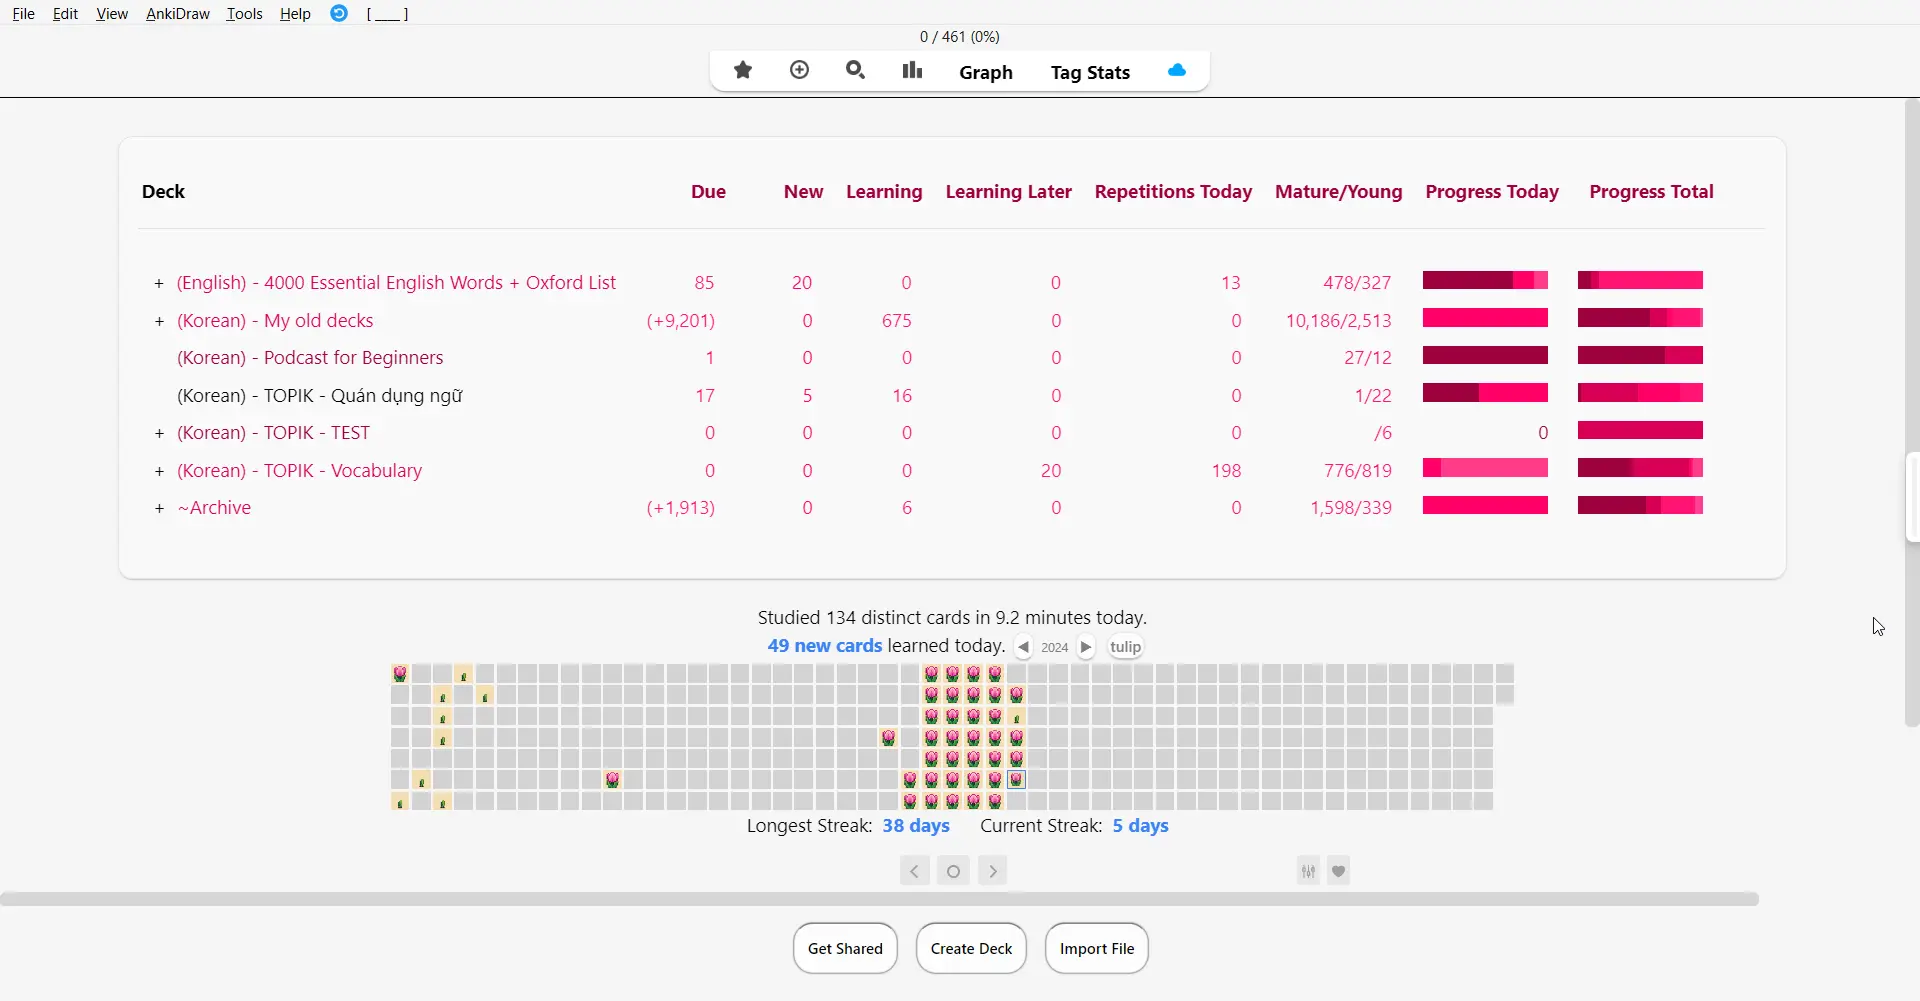 File Edit View AnkiDraw Tools Help [ ___ ]
0 / 461 (0%)
Graph Tag Stats
Deck Due New Learning Learning Later Repetitions Today Mature/Young Progress Today Progress Total
+ (English) - 4000 Essential English Words + Oxford List 85 20 0 0 13 478/327
+ (Korean) - My old decks (+9,201) 0 675 0 0 10,186/2,513
(Korean) - Podcast for Beginners 1 0 0 0 0 27/12
(Korean) - TOPIK - Quán dụng ngữ 17 5 16 0 0 1/22
+ (Korean) - TOPIK - TEST 0 0 0 0 0 /6 0
+ (Korean) - TOPIK - Vocabulary 0 0 0 20 198 776/819
+ ~Archive (+1,913) 0 6 0 0 1,598/339
Studied 134 distinct cards in 9.2 minutes today.
49 new cards learned today. 2024 tulip
Longest Streak: 38 days Current Streak: 5 days
Get Shared Create Deck Import File